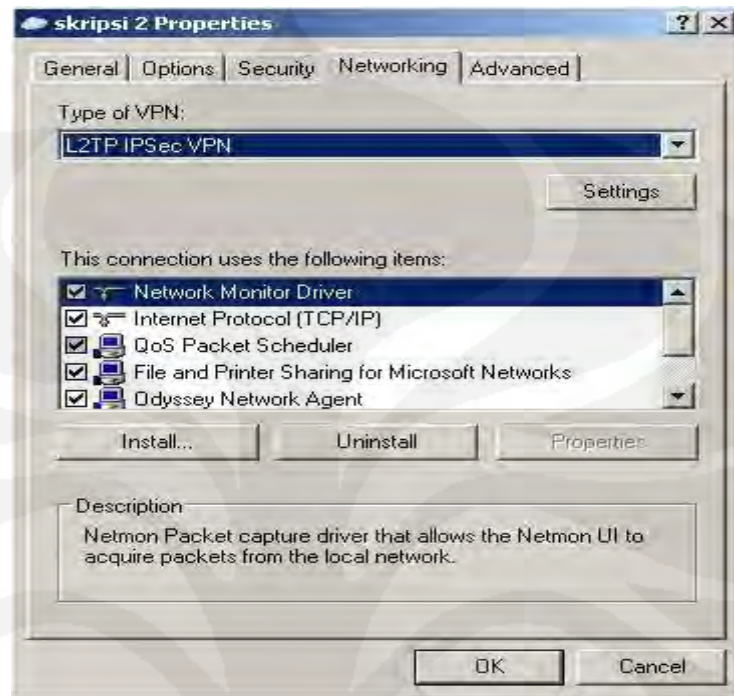 skripsi 2 Properties
General Options Security Networking Advanced
Type of VPN:
L2TP IPSec VPN
Settings
This connection uses the following items:
Network Monitor Driver
Internet Protocol (TCP/IP)
QoS Packet Scheduler
File and Printer Sharing for Microsoft Networks
Odyssey Network Agent
Install... Uninstall Properties
Description
Netmon Packet capture driver that allows the Netmon UI to
acquire packets from the local network.
OK Cancel